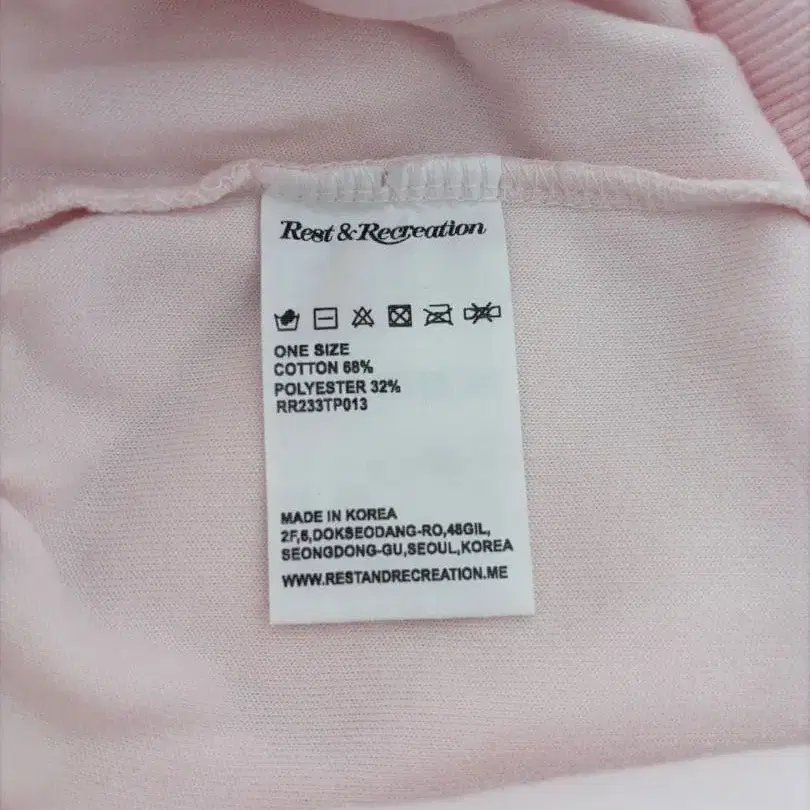 Rest & Recreation
ONE SIZE
COTTON 68%
POLYESTER 32%
RR233TP013
MADE IN KOREA
2F,6,DOKSEODANG-RO,48GIL,
SEONGDONG-GU,SEOUL,KOREA
WWW.RESTANDRECREATION.ME